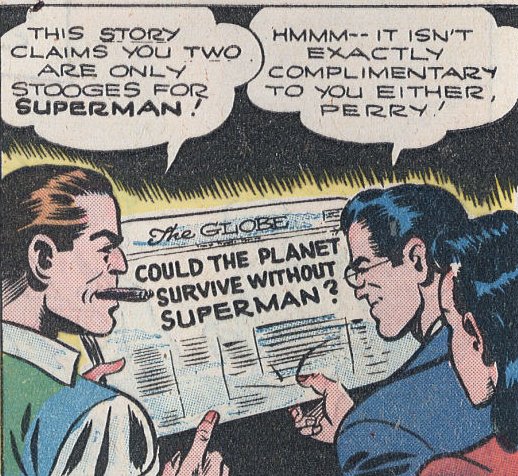 THIS STORY
CLAIMS YOU TWO
ARE ONLY
STOOGES FOR
SUPERMAN!
HMMM-- IT ISN'T
EXACTLY
COMPLIMENTARY
TO YOU EITHER,
PERRY!
The GLOBE
COULD THE PLANET
SURVIVE WITHOUT
SUPERMAN?